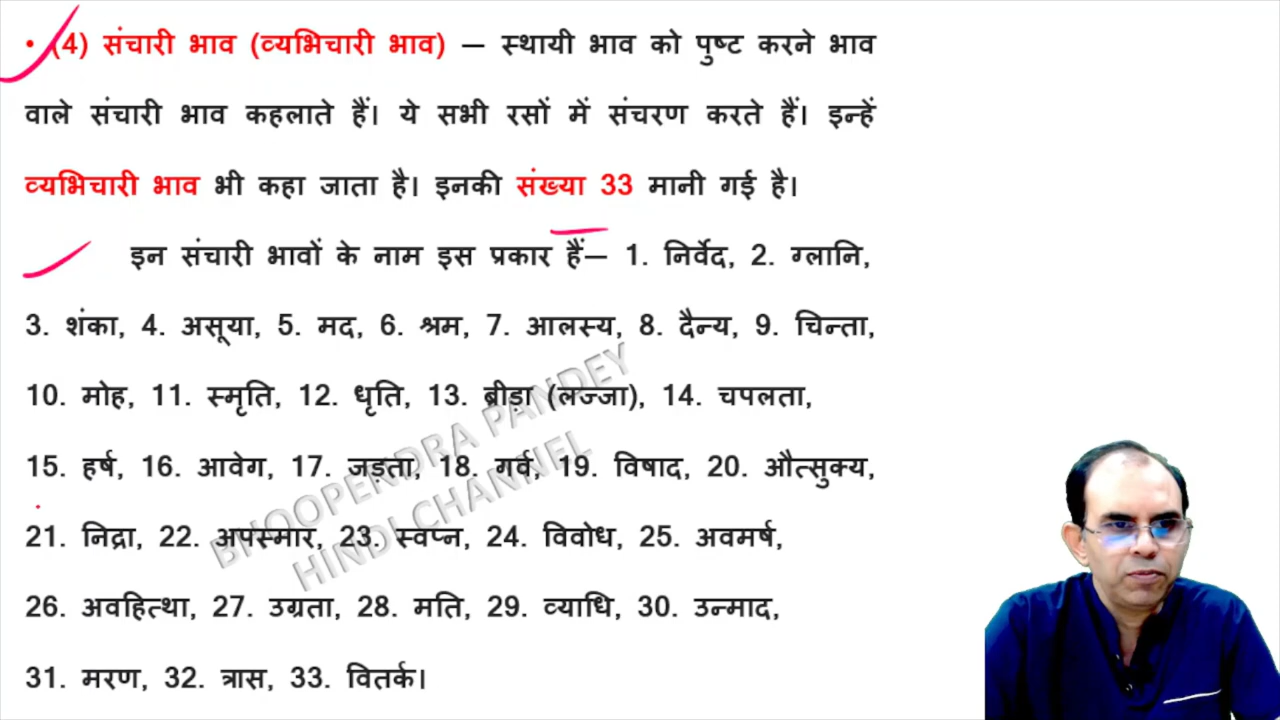 • (4) संचारी भाव (व्यभिचारी भाव) — स्थायी भाव को पुष्ट करने भाव
वाले संचारी भाव कहलाते हैं। ये सभी रसों में संचरण करते हैं। इन्हें
व्यभिचारी भाव भी कहा जाता है। इनकी संख्या 33 मानी गई है।
इन संचारी भावों के नाम इस प्रकार हैं— 1. निर्वेद, 2. ग्लानि,
3. शंका, 4. असूया, 5. मद, 6. श्रम, 7. आलस्य, 8. दैन्य, 9. चिन्ता,
10. मोह, 11. स्मृति, 12. धृति, 13. ब्रीड़ा (लज्जा), 14. चपलता,
15. हर्ष, 16. आवेग, 17. जड़ता, 18. गर्व, 19. विषाद, 20. औत्सुक्य,
21. निद्रा, 22. अपस्मार, 23. स्वप्न, 24. विवोध, 25. अवमर्ष,
26. अवहित्था, 27. उग्रता, 28. मति, 29. व्याधि, 30. उन्माद,
31. मरण, 32. त्रास, 33. वितर्क।
BHOOPENDRA PANDEY
HINDI CHANNEL